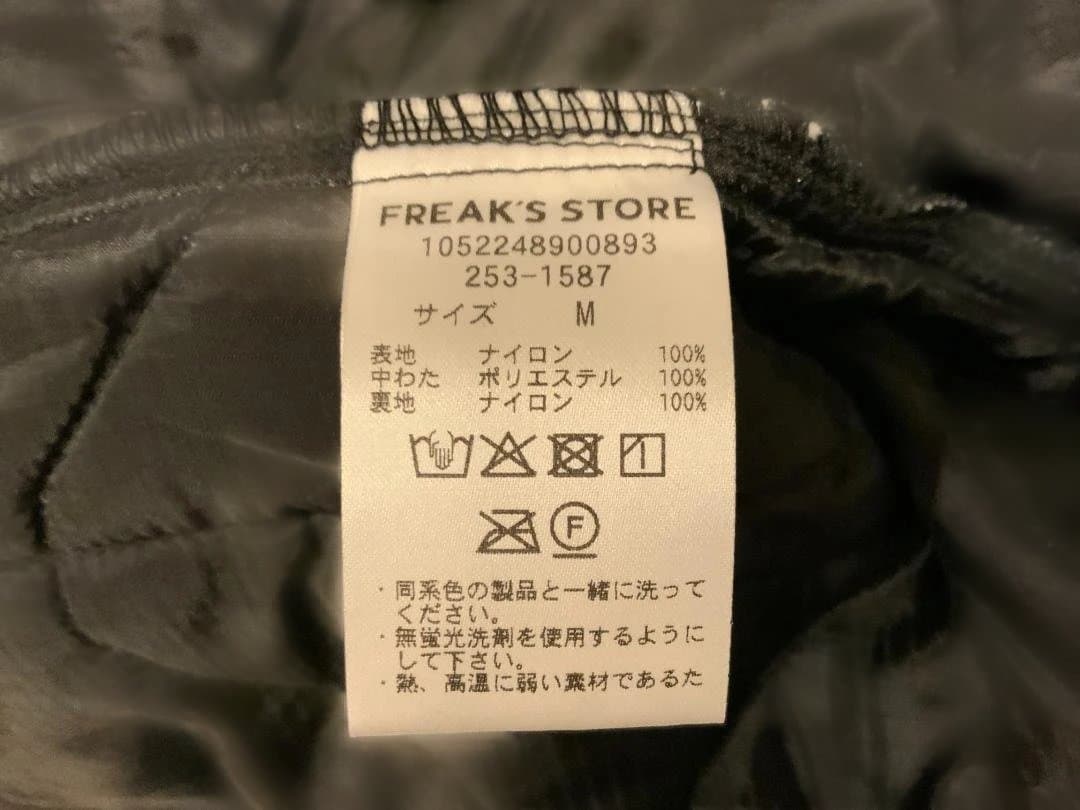 FREAK'S STORE
1052248900893
253-1587
サイズ M
表地 ナイロン 100%
中わた ポリエステル 100%
裏地 ナイロン 100%
F
・同系色の製品と一緒に洗って
ください。
・無蛍光洗剤を使用するように
して下さい。
・熱、高温に弱い素材であるた